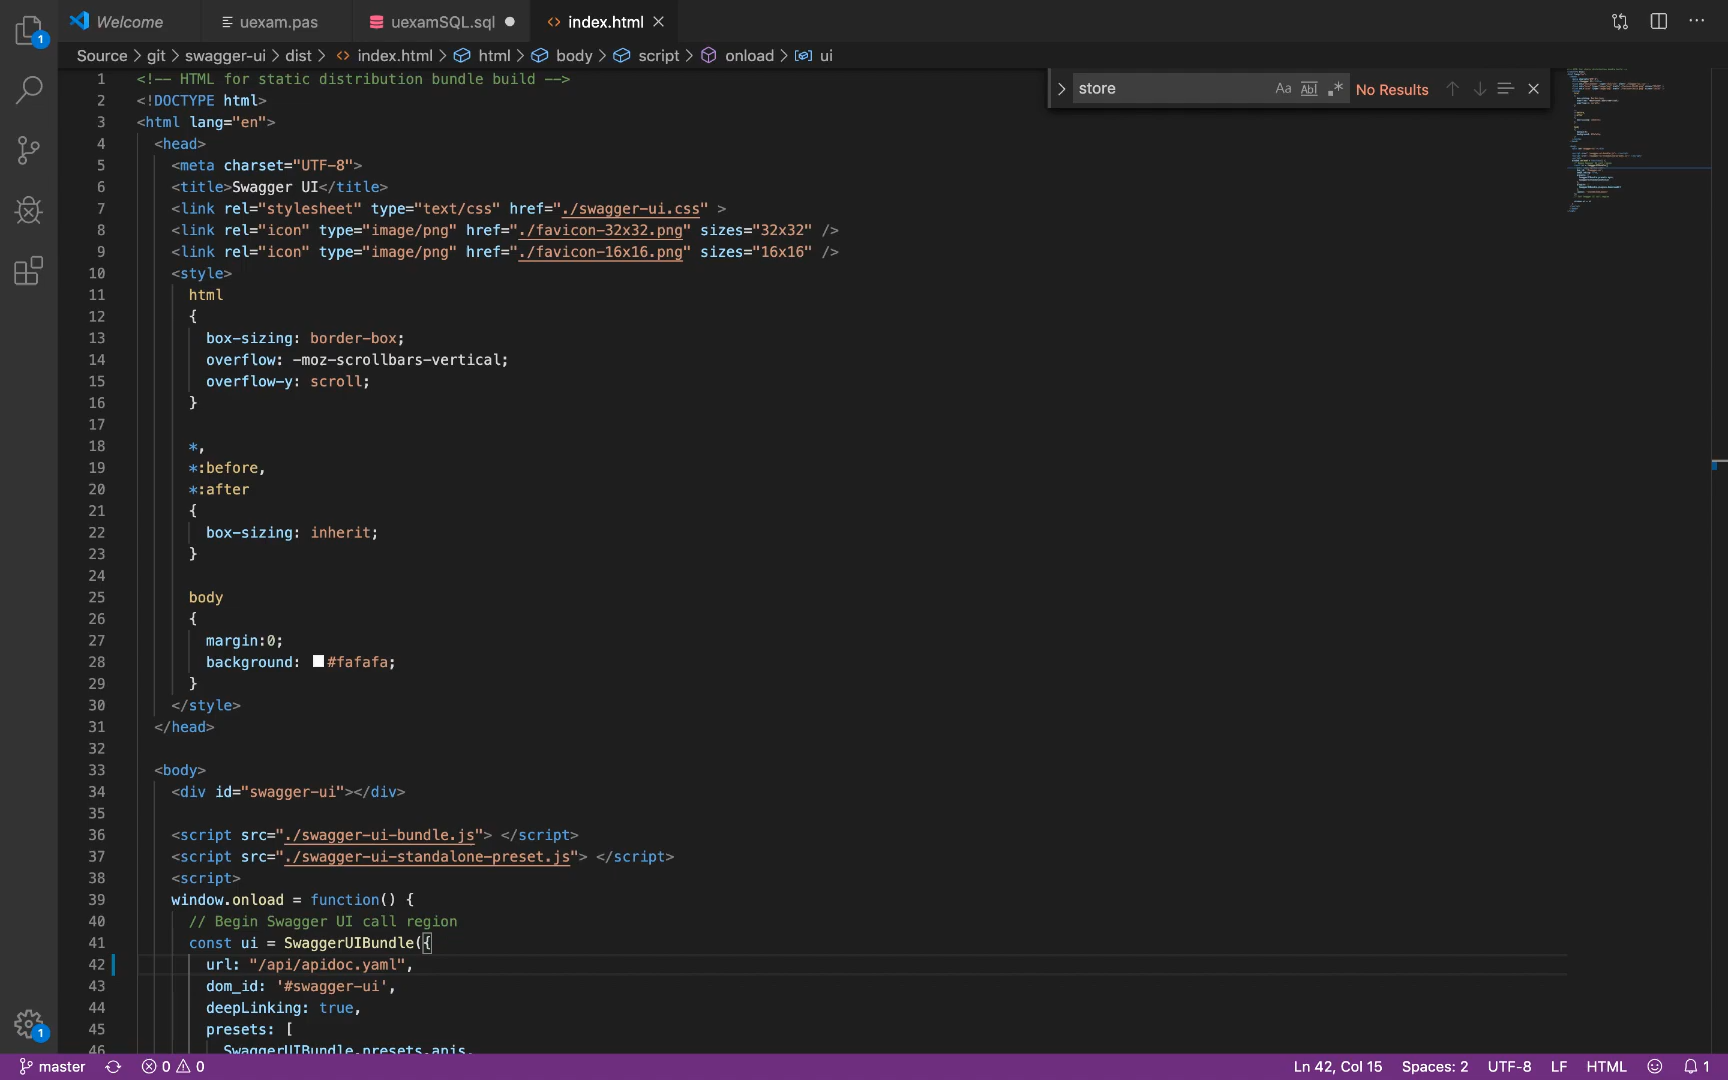 Welcome
uexam.pas
uexamSQL.sql
index.html
Source > git > swagger-ui > dist > index.html > html > body > script > onload > ui
store
Aa
Abl
.*
No Results
1 <!-- HTML for static distribution bundle build -->
2 <!DOCTYPE html>
3 <html lang="en">
4 <head>
5 <meta charset="UTF-8">
6 <title>Swagger UI</title>
7 <link rel="stylesheet" type="text/css" href="./swagger-ui.css" >
8 <link rel="icon" type="image/png" href="./favicon-32x32.png" sizes="32x32" />
9 <link rel="icon" type="image/png" href="./favicon-16x16.png" sizes="16x16" />
10 <style>
11 html
12 {
13 box-sizing: border-box;
14 overflow: -moz-scrollbars-vertical;
15 overflow-y: scroll;
16 }
17
18 *,
19 *:before,
20 *:after
21 {
22 box-sizing: inherit;
23 }
24
25 body
26 {
27 margin:0;
28 background: #fafafa;
29 }
30 </style>
31 </head>
32
33 <body>
34 <div id="swagger-ui"></div>
35
36 <script src="./swagger-ui-bundle.js"> </script>
37 <script src="./swagger-ui-standalone-preset.js"> </script>
38 <script>
39 window.onload = function() {
40 // Begin Swagger UI call region
41 const ui = SwaggerUIBundle({
42 url: "/api/apidoc.yaml",
43 dom_id: '#swagger-ui',
44 deepLinking: true,
45 presets: [
46 SwaggerUIBundle.presets.apis,
1
1
master
0 0
Ln 42, Col 15
Spaces: 2
UTF-8
LF
HTML
1